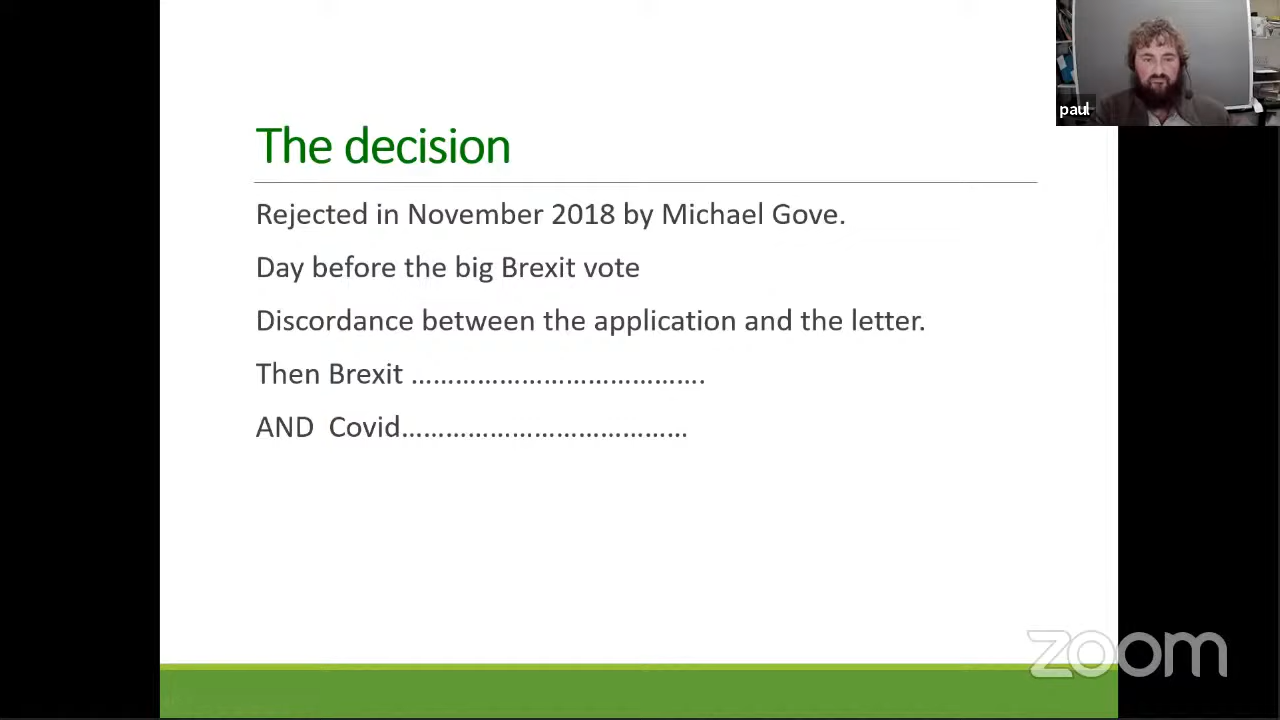 paul
The decision
Rejected in November 2018 by Michael Gove.
Day before the big Brexit vote
Discordance between the application and the letter.
Then Brexit ………………………………….
AND  Covid…………………………………
zoom